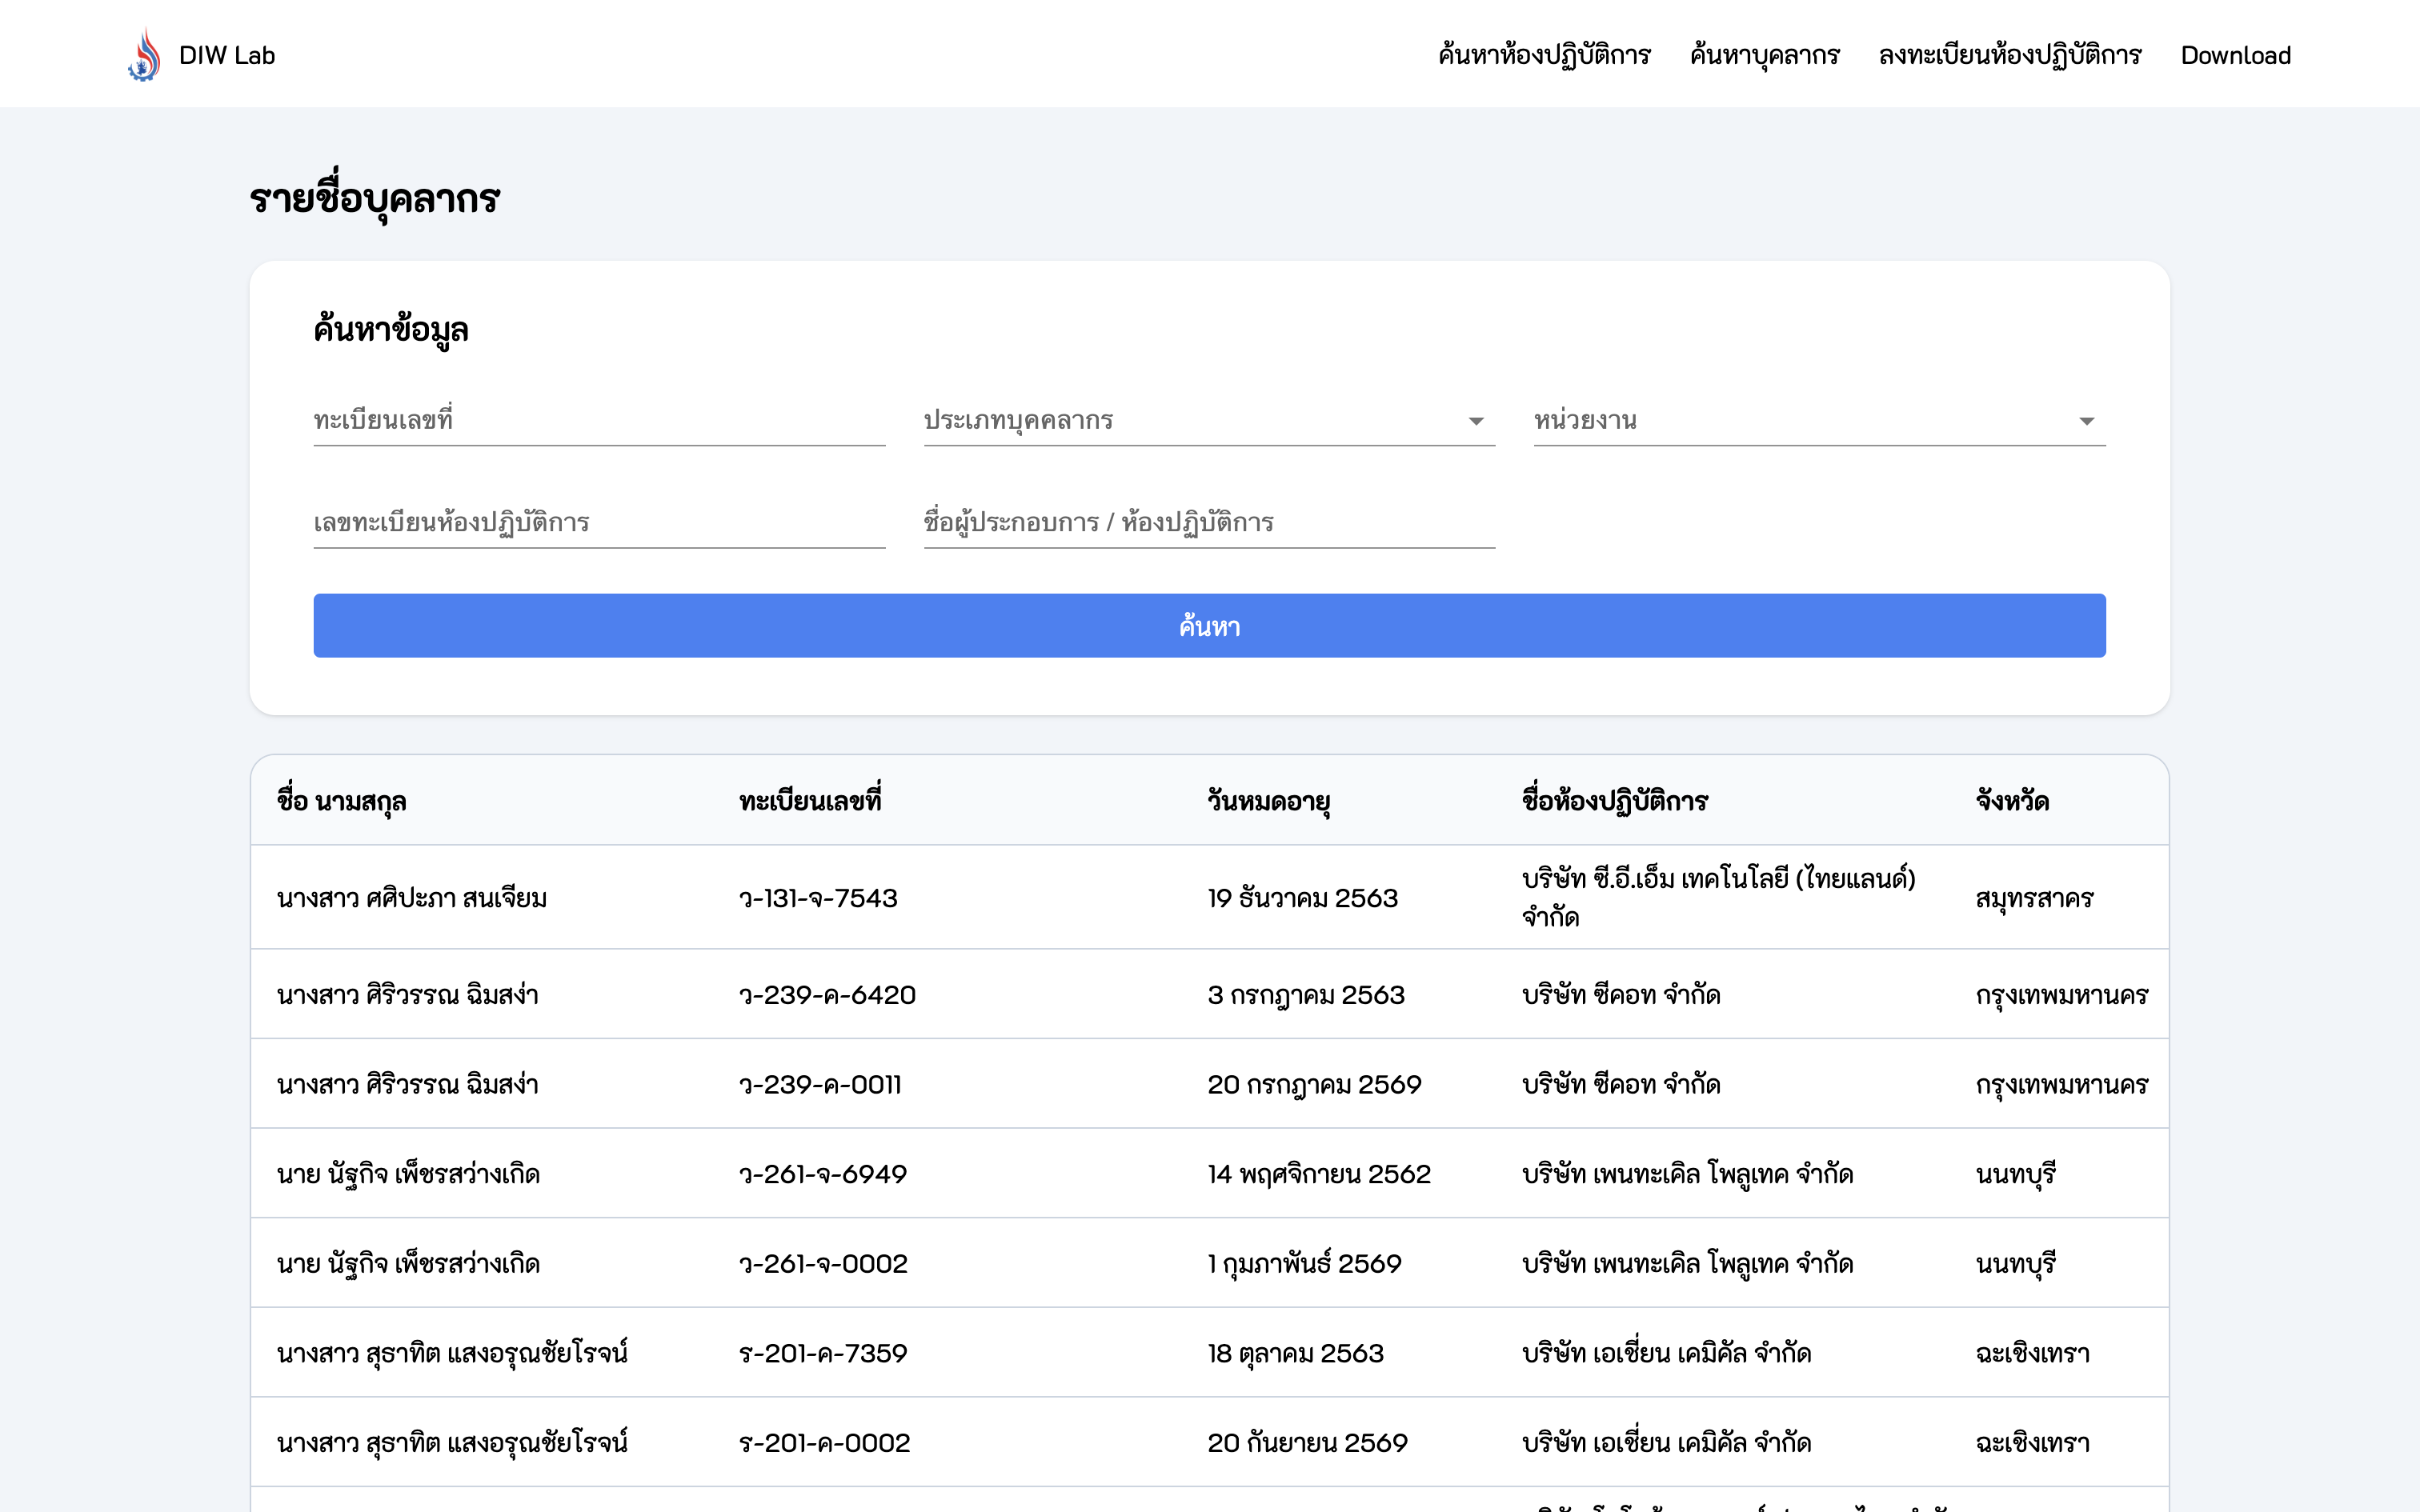 DIW Lab
ค้นหาห้องปฏิบัติการ ค้นหาบุคลากร ลงทะเบียนห้องปฏิบัติการ Download
รายชื่อบุคลากร
ค้นหาข้อมูล
ทะเบียนเลขที่ ประเภทบุคคลากร หน่วยงาน
เลขทะเบียนห้องปฏิบัติการ ชื่อผู้ประกอบการ / ห้องปฏิบัติการ
ค้นหา
ชื่อ นามสกุล ทะเบียนเลขที่ วันหมดอายุ ชื่อห้องปฏิบัติการ จังหวัด
นางสาว ศศิปะภา สนเจียม ว-131-จ-7543 19 ธันวาคม 2563 บริษัท ซี.อี.เอ็ม เทคโนโลยี (ไทยแลนด์) จำกัด สมุทรสาคร
นางสาว ศิริวรรณ ฉิมสง่า ว-239-ค-6420 3 กรกฎาคม 2563 บริษัท ซีคอท จำกัด กรุงเทพมหานคร
นางสาว ศิริวรรณ ฉิมสง่า ว-239-ค-0011 20 กรกฎาคม 2569 บริษัท ซีคอท จำกัด กรุงเทพมหานคร
นาย นัฐกิจ เพ็ชรสว่างเกิด ว-261-จ-6949 14 พฤศจิกายน 2562 บริษัท เพนทะเคิล โพลูเทค จำกัด นนทบุรี
นาย นัฐกิจ เพ็ชรสว่างเกิด ว-261-จ-0002 1 กุมภาพันธ์ 2569 บริษัท เพนทะเคิล โพลูเทค จำกัด นนทบุรี
นางสาว สุธาทิต แสงอรุณชัยโรจน์ ร-201-ค-7359 18 ตุลาคม 2563 บริษัท เอเชี่ยน เคมิคัล จำกัด ฉะเชิงเทรา
นางสาว สุธาทิต แสงอรุณชัยโรจน์ ร-201-ค-0002 20 กันยายน 2569 บริษัท เอเชี่ยน เคมิคัล จำกัด ฉะเชิงเทรา